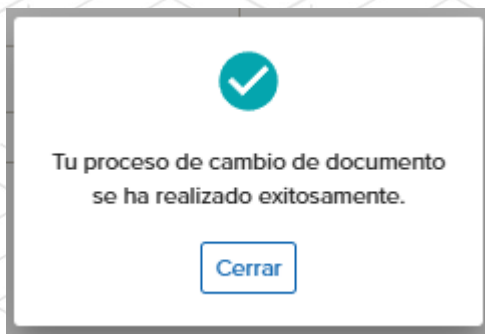 Tu proceso de cambio de documento
se ha realizado exitosamente.
Cerrar